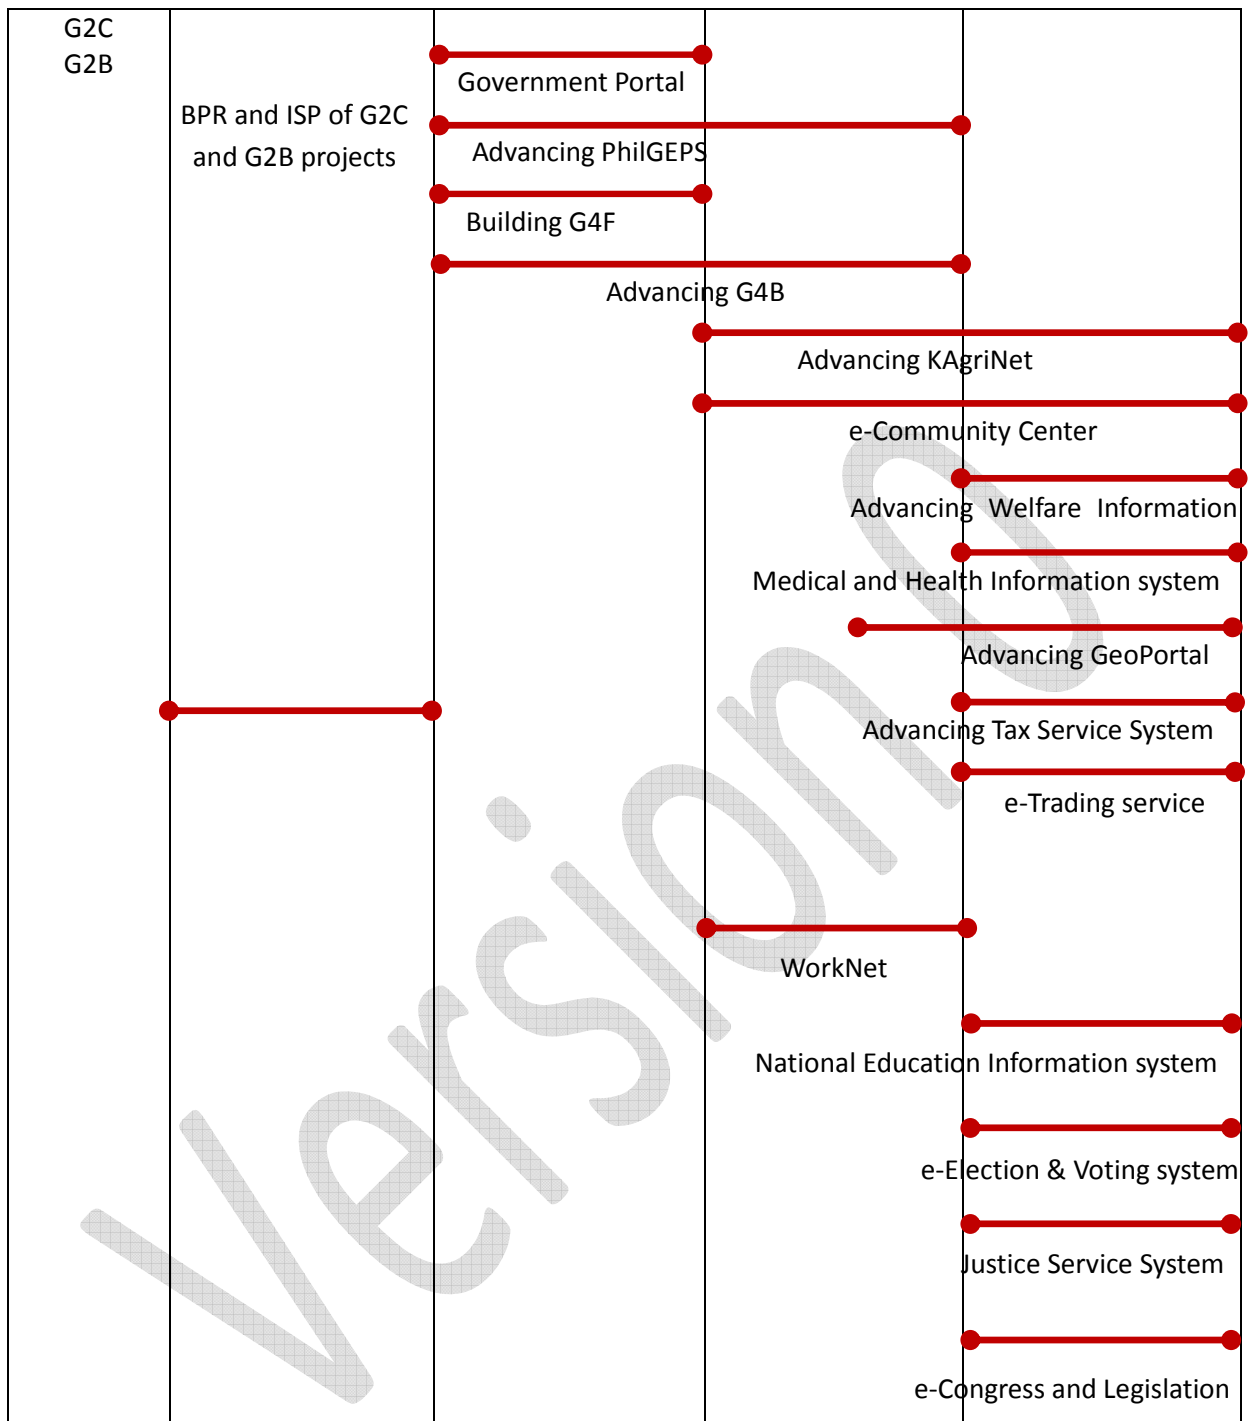 G2C
G2B
BPR and ISP of G2C
and G2B projects
Government Portal
Advancing PhilGEPS
Building G4F
Advancing G4B
Advancing KAgriNet
e-Community Center
Advancing Welfare Information
Medical and Health Information system
Advancing GeoPortal
Advancing Tax Service System
e-Trading service
WorkNet
National Education Information system
e-Election & Voting system
Justice Service System
e-Congress and Legislation
Version 0